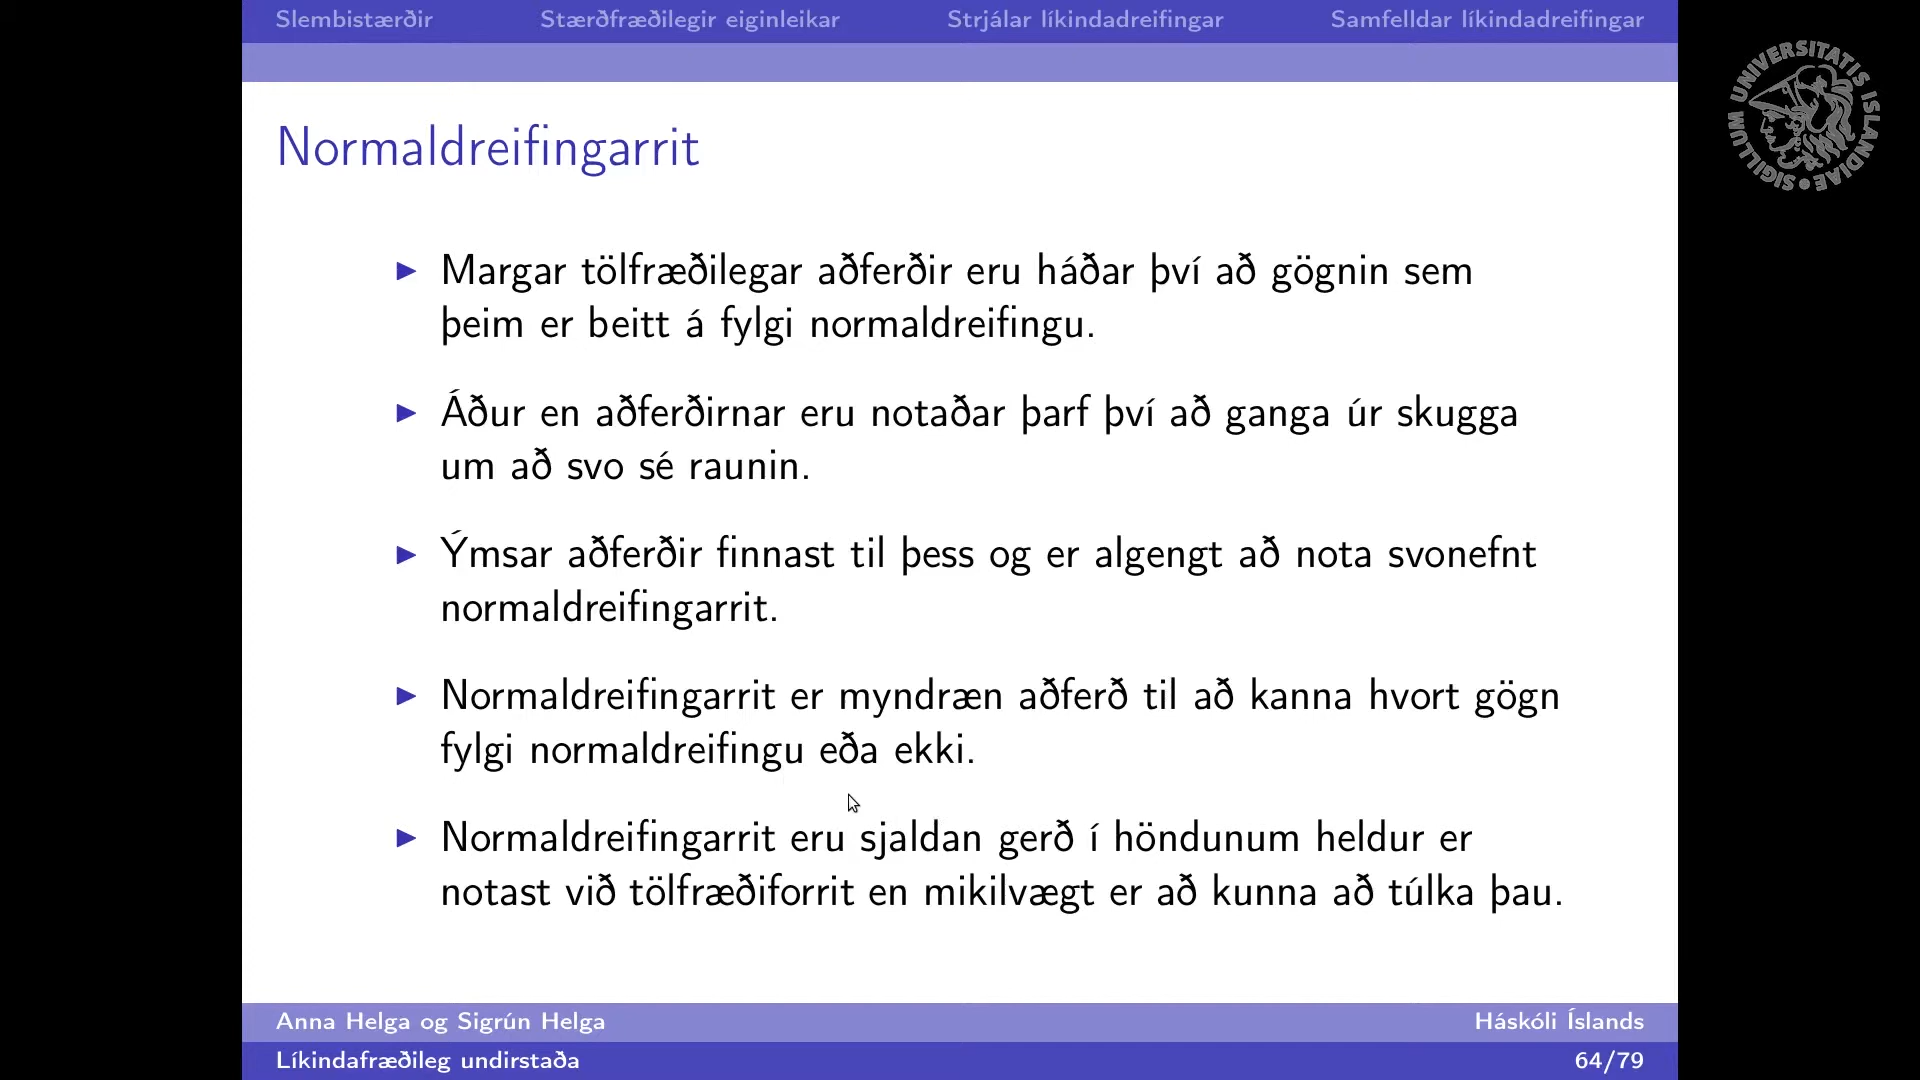 Slembistærðir Stærðfræðilegir eiginleikar Strjálar líkindadreifingar Samfelldar líkindadreifingar
SIGILLUM UNIVERSITATIS ISLANDIAE
Normaldreifingarrit
Margar tölfræðilegar aðferðir eru háðar því að gögnin sem
þeim er beitt á fylgi normaldreifingu.
Áður en aðferðirnar eru notaðar þarf því að ganga úr skugga
um að svo sé raunin.
Ýmsar aðferðir finnast til þess og er algengt að nota svonefnt
normaldreifingarrit.
Normaldreifingarrit er myndræn aðferð til að kanna hvort gögn
fylgi normaldreifingu eða ekki.
Normaldreifingarrit eru sjaldan gerð í höndunum heldur er
notast við tölfræðiforrit en mikilvægt er að kunna að túlka þau.
Anna Helga og Sigrún Helga Háskóli Íslands
Líkindafræðileg undirstaða 64/79